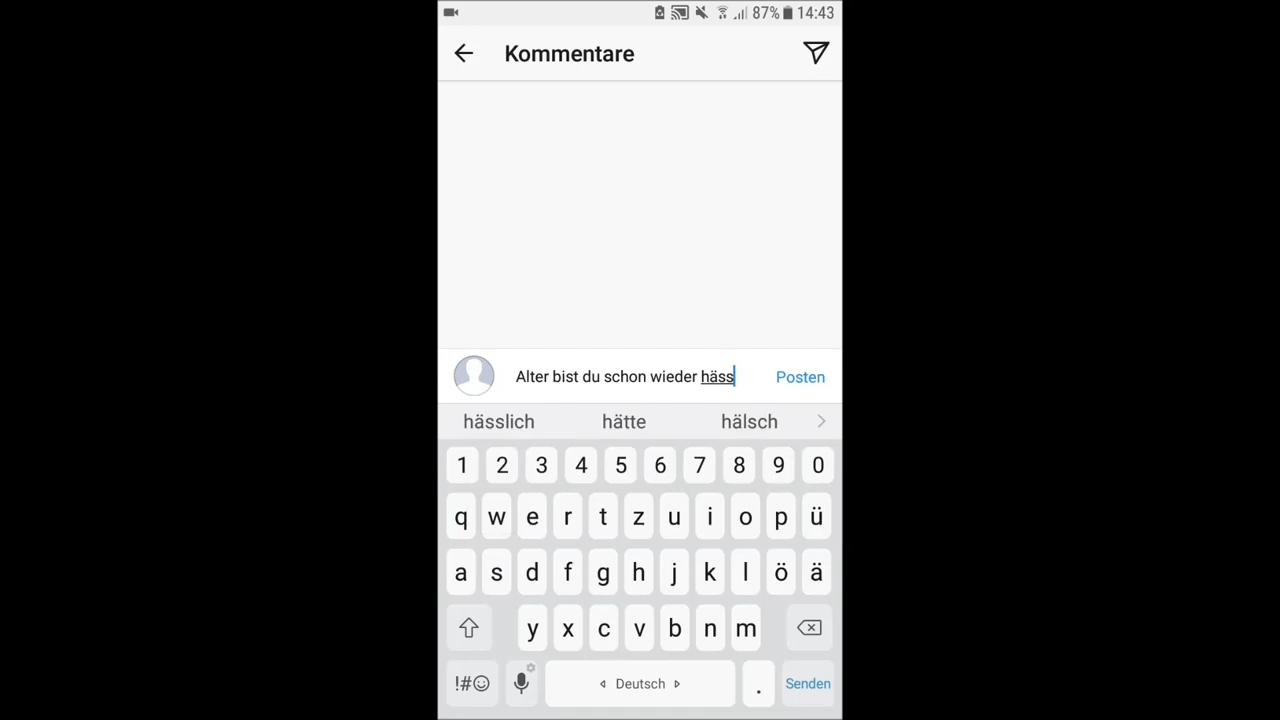 87% 14:43
Kommentare
Alter bist du schon wieder häss
Posten
hässlich hätte hälsch
1 2 3 4 5 6 7 8 9 0
q w e r t z u i o p ü
a s d f g h j k l ö ä
y x c v b n m
!#☺ Deutsch . Senden